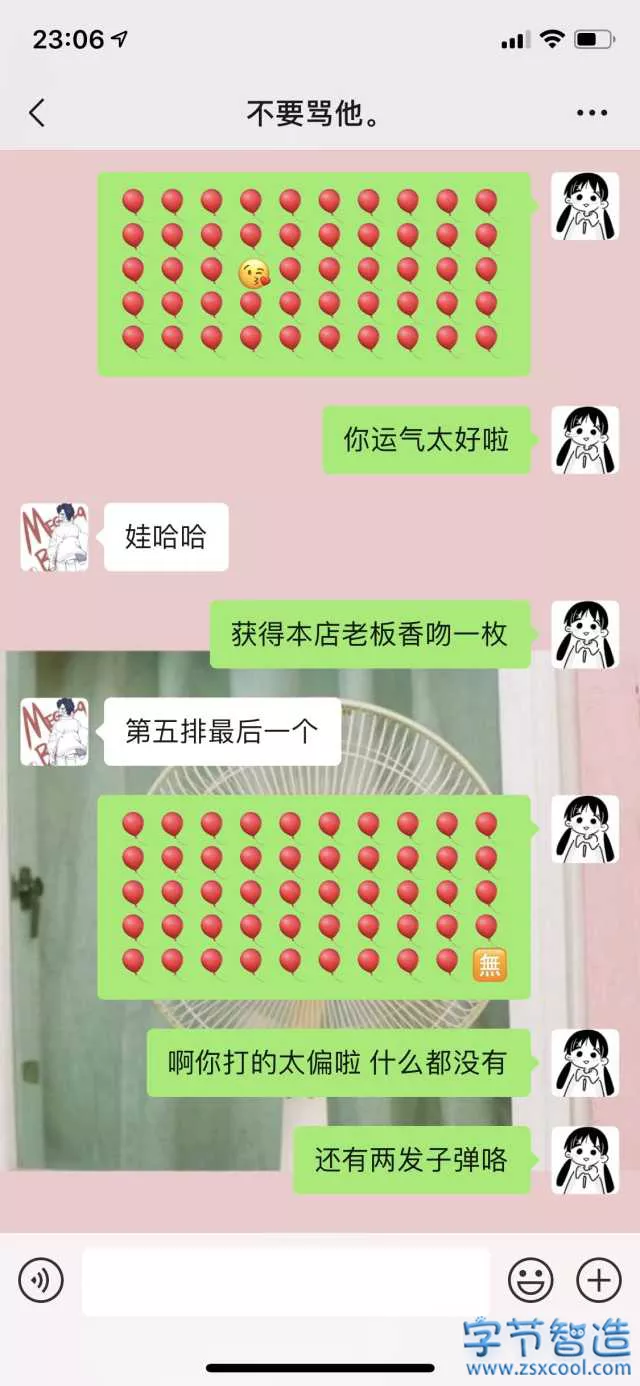 23:06
不要骂他。
你运气太好啦
娃哈哈
获得本店老板香吻一枚
第五排最后一个
無
啊你打的太偏啦 什么都没有
还有两发子弹咯
字节智造
www.zsxcool.com